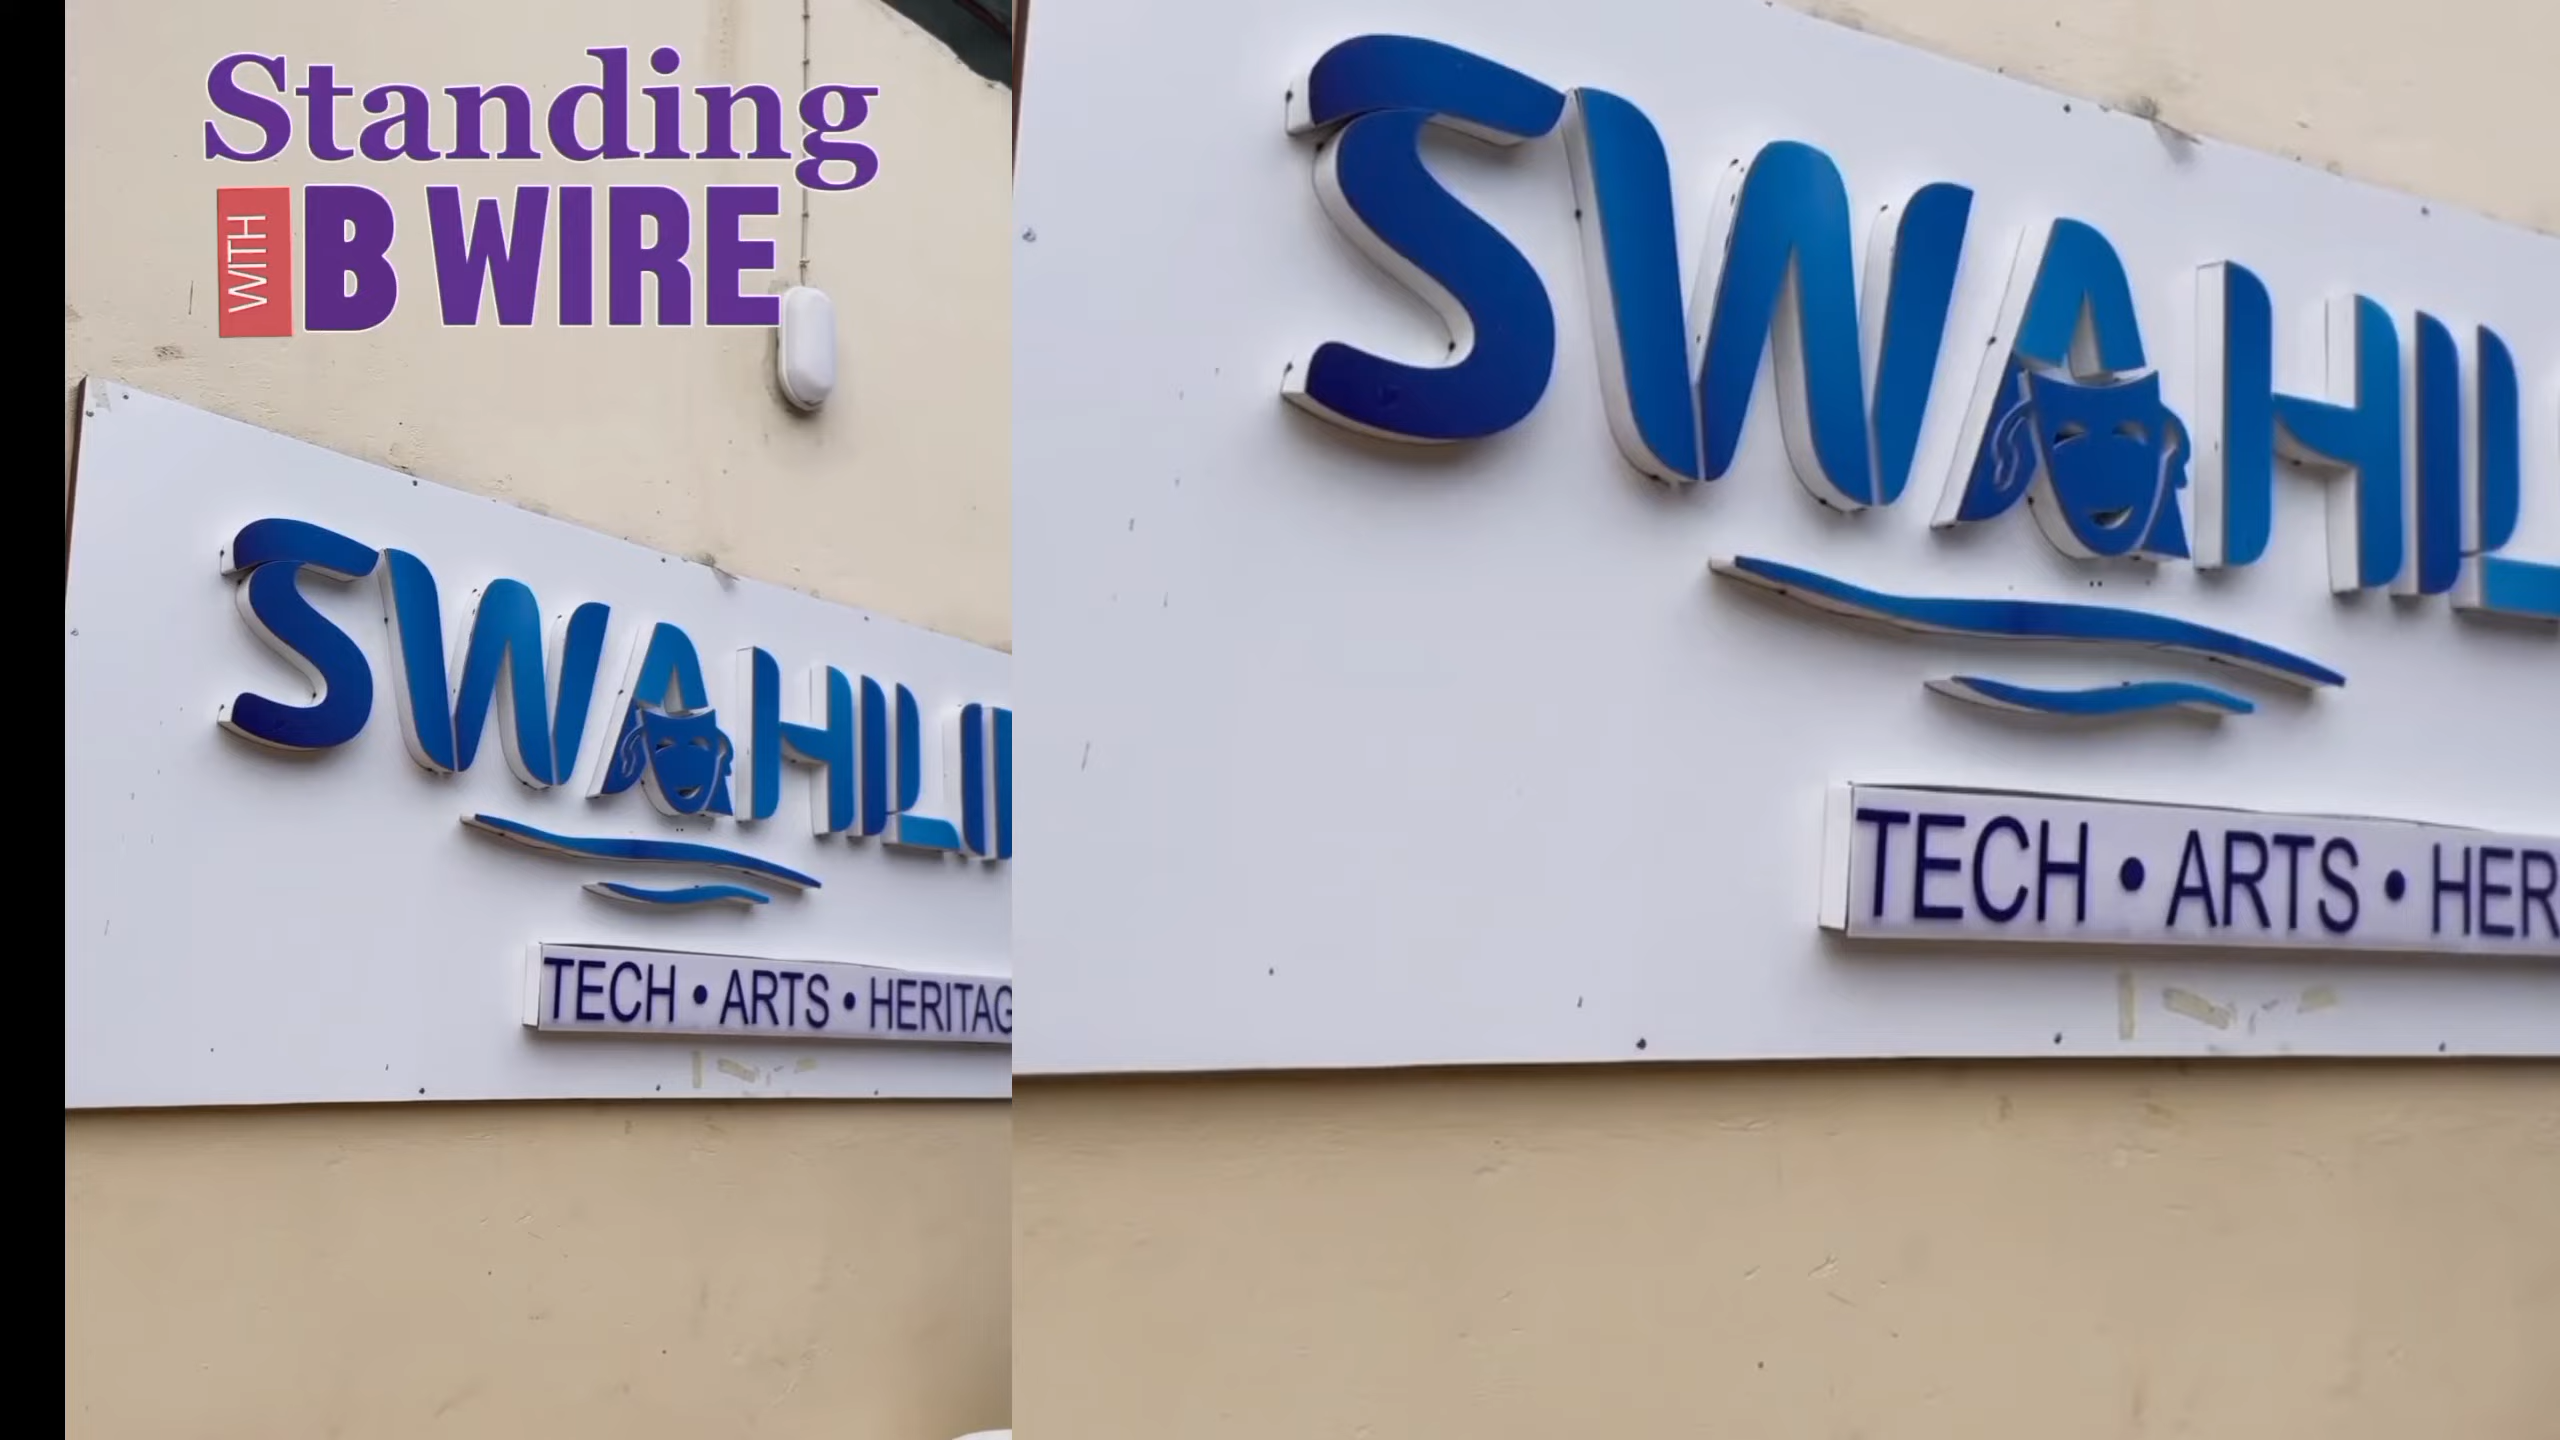 Standing
WITH
B WIRE
SWAHILI
TECH • ARTS • HERITAG
SWAHIL
TECH • ARTS • HER